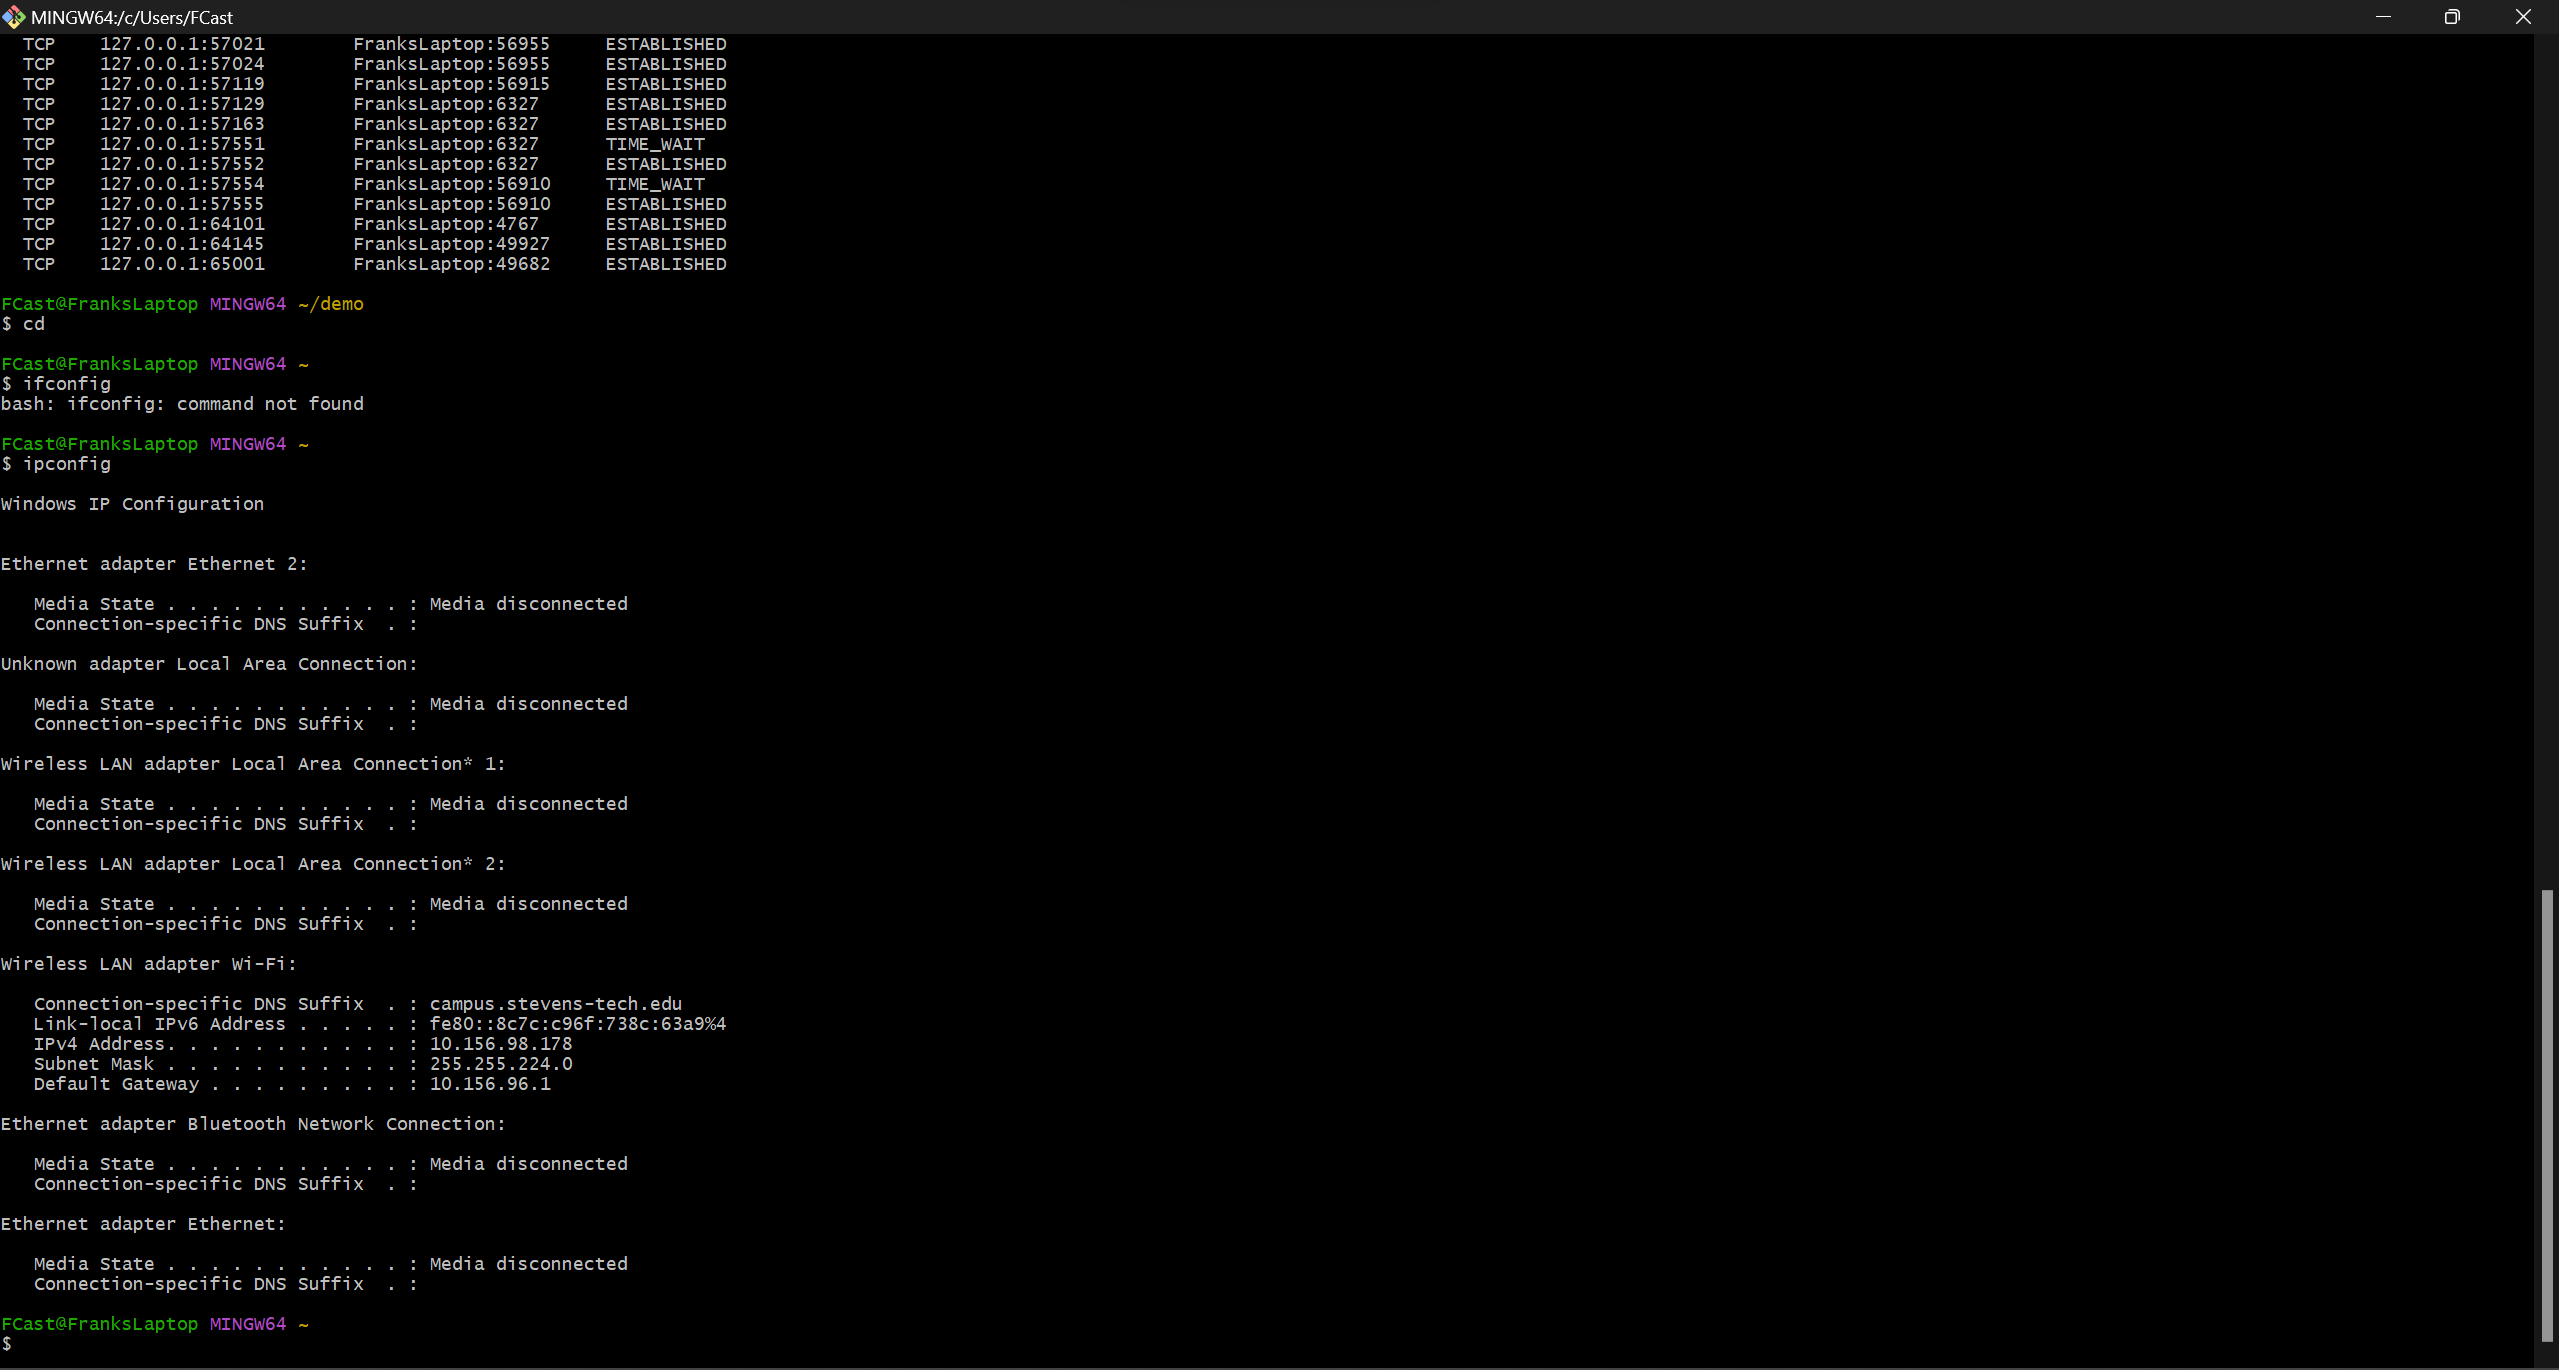 MINGW64:/c/Users/FCast
TCP 127.0.0.1:57021 FranksLaptop:56955 ESTABLISHED
TCP 127.0.0.1:57024 FranksLaptop:56955 ESTABLISHED
TCP 127.0.0.1:57119 FranksLaptop:56915 ESTABLISHED
TCP 127.0.0.1:57129 FranksLaptop:6327 ESTABLISHED
TCP 127.0.0.1:57163 FranksLaptop:6327 ESTABLISHED
TCP 127.0.0.1:57551 FranksLaptop:6327 TIME_WAIT
TCP 127.0.0.1:57552 FranksLaptop:6327 ESTABLISHED
TCP 127.0.0.1:57554 FranksLaptop:56910 TIME_WAIT
TCP 127.0.0.1:57555 FranksLaptop:56910 ESTABLISHED
TCP 127.0.0.1:64101 FranksLaptop:4767 ESTABLISHED
TCP 127.0.0.1:64145 FranksLaptop:49927 ESTABLISHED
TCP 127.0.0.1:65001 FranksLaptop:49682 ESTABLISHED
FCast@FranksLaptop MINGW64 ~/demo
$ cd
FCast@FranksLaptop MINGW64 ~
$ ifconfig
bash: ifconfig: command not found
FCast@FranksLaptop MINGW64 ~
$ ipconfig
Windows IP Configuration
Ethernet adapter Ethernet 2:
Media State . . . . . . . . . . . : Media disconnected
Connection-specific DNS Suffix . :
Unknown adapter Local Area Connection:
Media State . . . . . . . . . . . : Media disconnected
Connection-specific DNS Suffix . :
Wireless LAN adapter Local Area Connection* 1:
Media State . . . . . . . . . . . : Media disconnected
Connection-specific DNS Suffix . :
Wireless LAN adapter Local Area Connection* 2:
Media State . . . . . . . . . . . : Media disconnected
Connection-specific DNS Suffix . :
Wireless LAN adapter Wi-Fi:
Connection-specific DNS Suffix . : campus.stevens-tech.edu
Link-local IPv6 Address . . . . . : fe80::8c7c:c96f:738c:63a9%4
IPv4 Address. . . . . . . . . . . : 10.156.98.178
Subnet Mask . . . . . . . . . . . : 255.255.224.0
Default Gateway . . . . . . . . . : 10.156.96.1
Ethernet adapter Bluetooth Network Connection:
Media State . . . . . . . . . . . : Media disconnected
Connection-specific DNS Suffix . :
Ethernet adapter Ethernet:
Media State . . . . . . . . . . . : Media disconnected
Connection-specific DNS Suffix . :
FCast@FranksLaptop MINGW64 ~
$